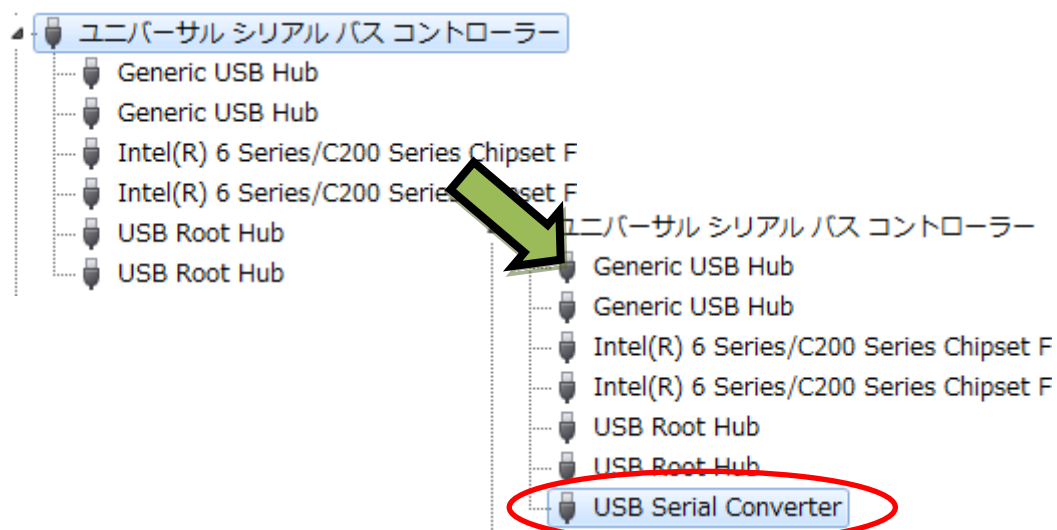 ユニバーサル シリアル バス コントローラー
Generic USB Hub
Generic USB Hub
Intel(R) 6 Series/C200 Series Chipset F
Intel(R) 6 Series/C200 Series Chipset F
USB Root Hub
USB Root Hub
ユニバーサル シリアル バス コントローラー
Generic USB Hub
Generic USB Hub
Intel(R) 6 Series/C200 Series Chipset F
Intel(R) 6 Series/C200 Series Chipset F
USB Root Hub
USB Root Hub
USB Serial Converter